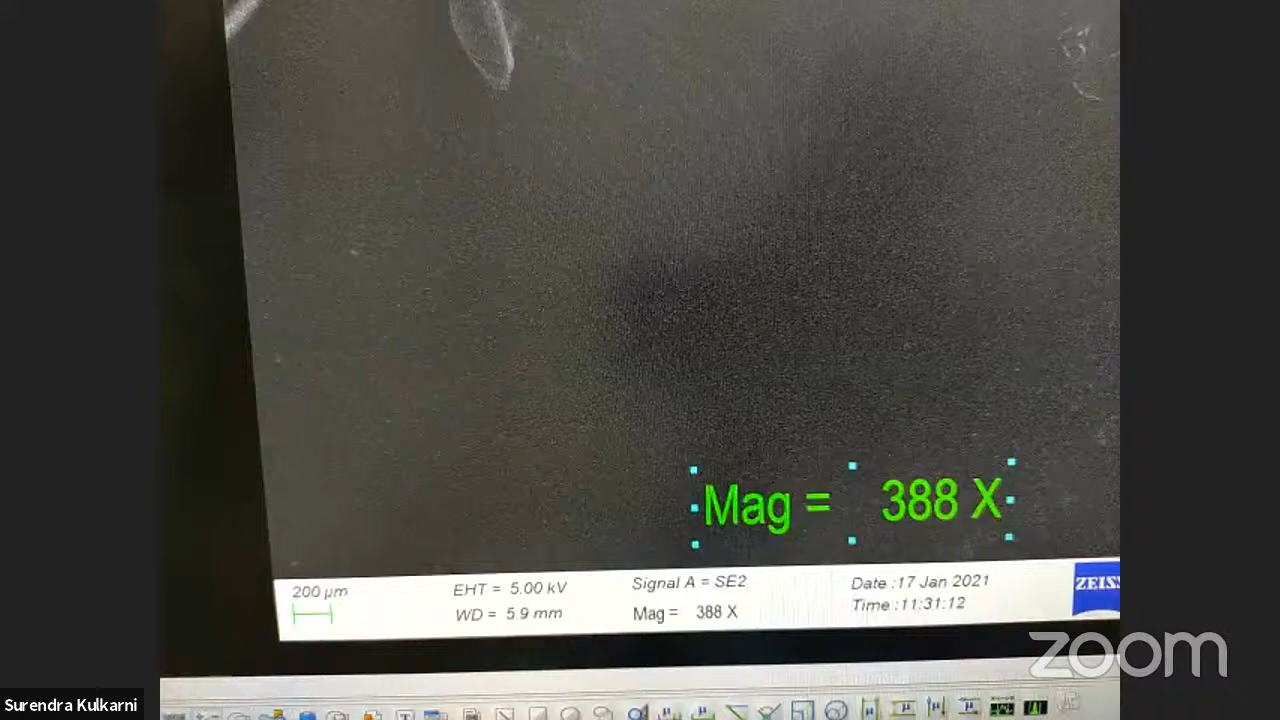 Mag = 388 X
200 µm
EHT = 5.00 kV
Signal A = SE2
Date :17 Jan 2021
ZEISS
WD = 5.9 mm
Mag = 388 X
Time :11:31:12
zoom
Surendra Kulkarni